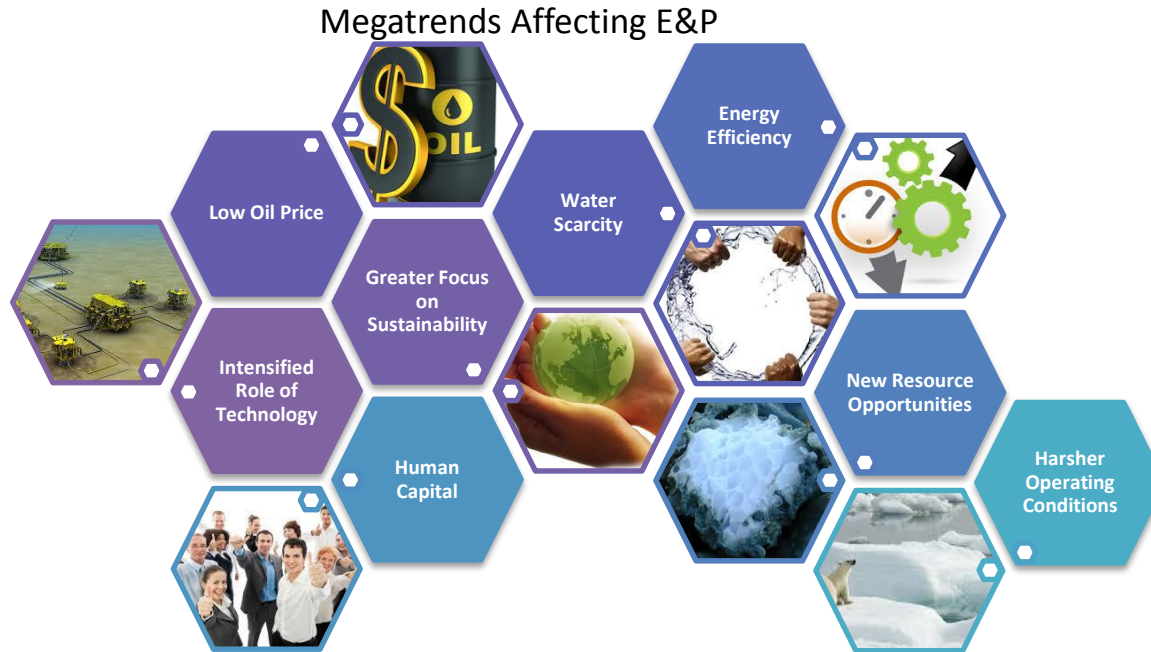 Megatrends Affecting E&P
OIL
Energy
Efficiency
Low Oil Price
Water
Scarcity
Greater Focus
on
Sustainability
Intensified
Role of
Technology
New Resource
Opportunities
Human
Capital
Harsher
Operating
Conditions